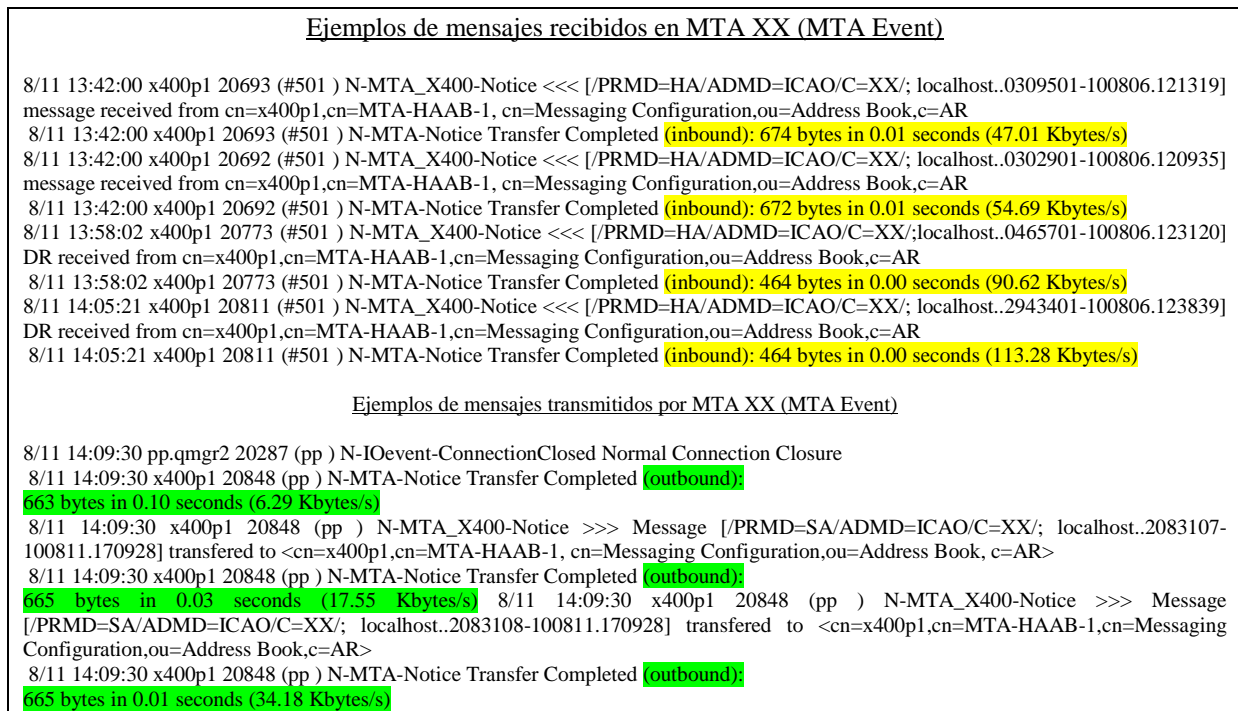 Ejemplos de mensajes recibidos en MTA XX (MTA Event)
8/11 13:42:00 x400p1 20693 (#501 ) N-MTA_X400-Notice <<< [/PRMD=HA/ADMD=ICAO/C=XX/; localhost..0309501-100806.121319]
message received from cn=x400p1,cn=MTA-HAAB-1, cn=Messaging Configuration,ou=Address Book,c=AR
8/11 13:42:00 x400p1 20693 (#501 ) N-MTA-Notice Transfer Completed (inbound): 674 bytes in 0.01 seconds (47.01 Kbytes/s)
8/11 13:42:00 x400p1 20692 (#501 ) N-MTA_X400-Notice <<< [/PRMD=HA/ADMD=ICAO/C=XX/; localhost..0302901-100806.120935]
message received from cn=x400p1,cn=MTA-HAAB-1, cn=Messaging Configuration,ou=Address Book,c=AR
8/11 13:42:00 x400p1 20692 (#501 ) N-MTA-Notice Transfer Completed (inbound): 672 bytes in 0.01 seconds (54.69 Kbytes/s)
8/11 13:58:02 x400p1 20773 (#501 ) N-MTA_X400-Notice <<< [/PRMD=HA/ADMD=ICAO/C=XX/;localhost..0465701-100806.123120]
DR received from cn=x400p1,cn=MTA-HAAB-1,cn=Messaging Configuration,ou=Address Book,c=AR
8/11 13:58:02 x400p1 20773 (#501 ) N-MTA-Notice Transfer Completed (inbound): 464 bytes in 0.00 seconds (90.62 Kbytes/s)
8/11 14:05:21 x400p1 20811 (#501 ) N-MTA_X400-Notice <<< [/PRMD=HA/ADMD=ICAO/C=XX/; localhost..2943401-100806.123839]
DR received from cn=x400p1,cn=MTA-HAAB-1,cn=Messaging Configuration,ou=Address Book,c=AR
8/11 14:05:21 x400p1 20811 (#501 ) N-MTA-Notice Transfer Completed (inbound): 464 bytes in 0.00 seconds (113.28 Kbytes/s)
Ejemplos de mensajes transmitidos por MTA XX (MTA Event)
8/11 14:09:30 pp.qmgr2 20287 (pp ) N-IOevent-ConnectionClosed Normal Connection Closure
8/11 14:09:30 x400p1 20848 (pp ) N-MTA-Notice Transfer Completed (outbound):
663 bytes in 0.10 seconds (6.29 Kbytes/s)
8/11 14:09:30 x400p1 20848 (pp ) N-MTA_X400-Notice >>> Message [/PRMD=SA/ADMD=ICAO/C=XX/; localhost..2083107-
100811.170928] transfered to <cn=x400p1,cn=MTA-HAAB-1, cn=Messaging Configuration,ou=Address Book, c=AR>
8/11 14:09:30 x400p1 20848 (pp ) N-MTA-Notice Transfer Completed (outbound):
665 bytes in 0.03 seconds (17.55 Kbytes/s) 8/11 14:09:30 x400p1 20848 (pp ) N-MTA_X400-Notice >>> Message
[/PRMD=SA/ADMD=ICAO/C=XX/; localhost..2083108-100811.170928] transfered to <cn=x400p1,cn=MTA-HAAB-1,cn=Messaging
Configuration,ou=Address Book,c=AR>
8/11 14:09:30 x400p1 20848 (pp ) N-MTA-Notice Transfer Completed (outbound):
665 bytes in 0.01 seconds (34.18 Kbytes/s)